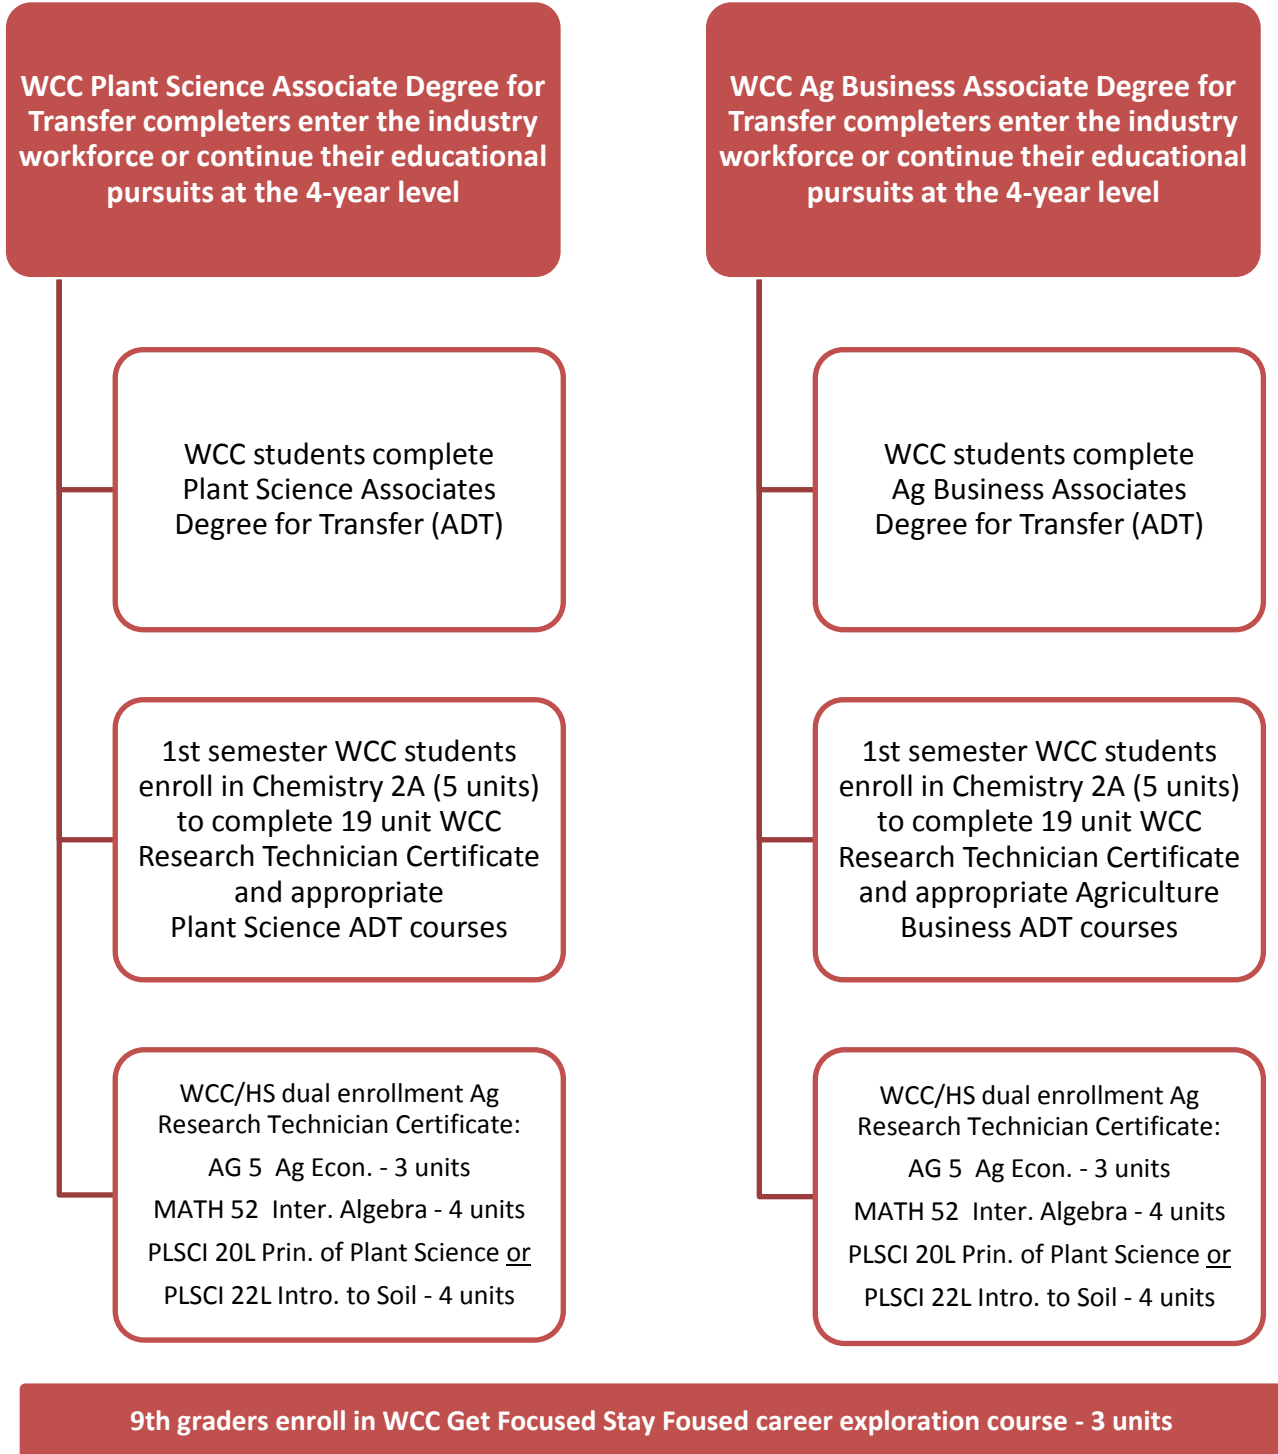 WCC Plant Science Associate Degree for
Transfer completers enter the industry
workforce or continue their educational
pursuits at the 4-year level
WCC students complete
Plant Science Associates
Degree for Transfer (ADT)
1st semester WCC students
enroll in Chemistry 2A (5 units)
to complete 19 unit WCC
Research Technician Certificate
and appropriate
Plant Science ADT courses
WCC/HS dual enrollment Ag
Research Technician Certificate:
AG 5 Ag Econ. - 3 units
MATH 52 Inter. Algebra - 4 units
PLSCI 20L Prin. of Plant Science or
PLSCI 22L Intro. to Soil - 4 units
WCC Ag Business Associate Degree for
Transfer completers enter the industry
workforce or continue their educational
pursuits at the 4-year level
WCC students complete
Ag Business Associates
Degree for Transfer (ADT)
1st semester WCC students
enroll in Chemistry 2A (5 units)
to complete 19 unit WCC
Research Technician Certificate
and appropriate Agriculture
Business ADT courses
WCC/HS dual enrollment Ag
Research Technician Certificate:
AG 5 Ag Econ. - 3 units
MATH 52 Inter. Algebra - 4 units
PLSCI 20L Prin. of Plant Science or
PLSCI 22L Intro. to Soil - 4 units
9th graders enroll in WCC Get Focused Stay Foused career exploration course - 3 units